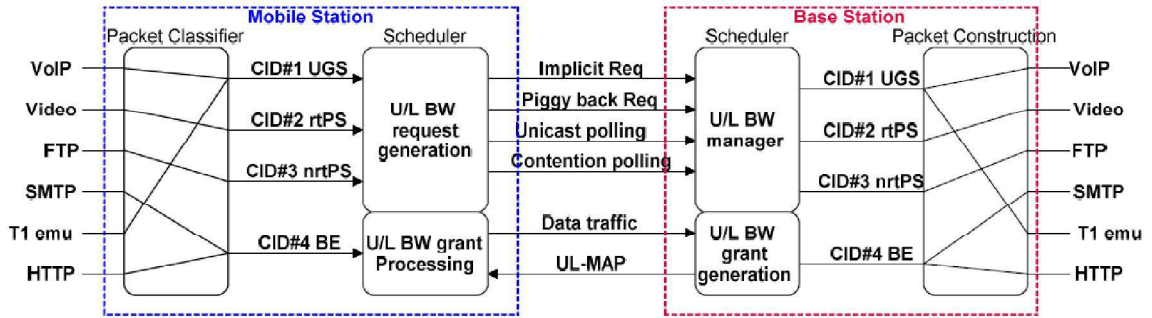 Mobile Station
Base Station
Packet Classifier
Scheduler
Scheduler
Packet Construction
VoIP
Video
FTP
SMTP
T1 emu
HTTP
CID#1 UGS
CID#2 rtPS
CID#3 nrtPS
CID#4 BE
U/L BW
request
generation
U/L BW grant
Processing
Implicit Req
Piggy back Req
Unicast polling
Contention polling
Data traffic
UL-MAP
U/L BW
manager
U/L BW
grant
generation
CID#1 UGS
CID#2 rtPS
CID#3 nrtPS
CID#4 BE
VoIP
Video
FTP
SMTP
T1 emu
HTTP